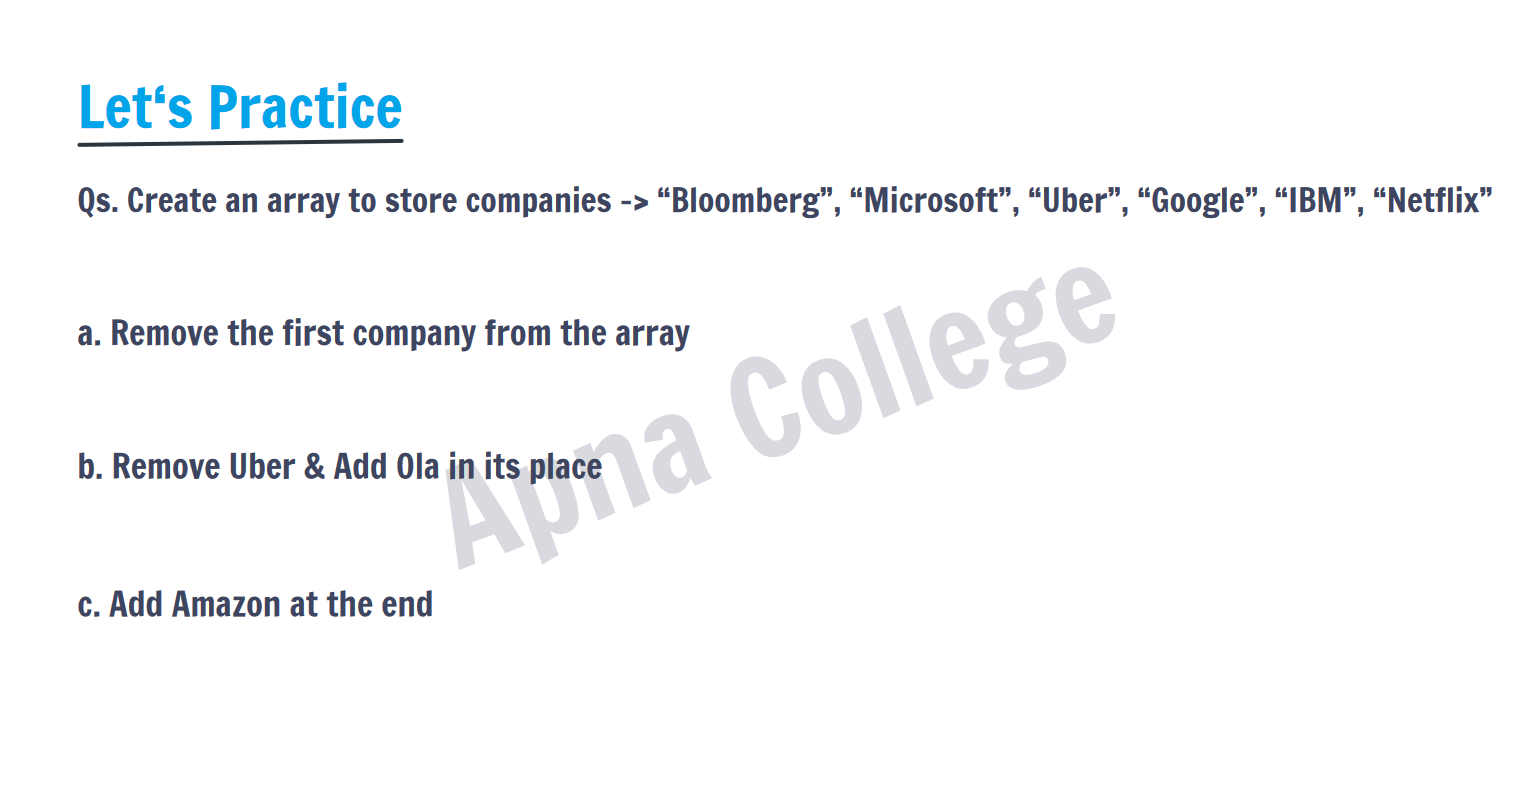 Let‘s Practice
Qs. Create an array to store companies -> “Bloomberg”, “Microsoft”, “Uber”, “Google”, “IBM”, “Netflix”
a. Remove the first company from the array
b. Remove Uber & Add Ola in its place
c. Add Amazon at the end
Apna College